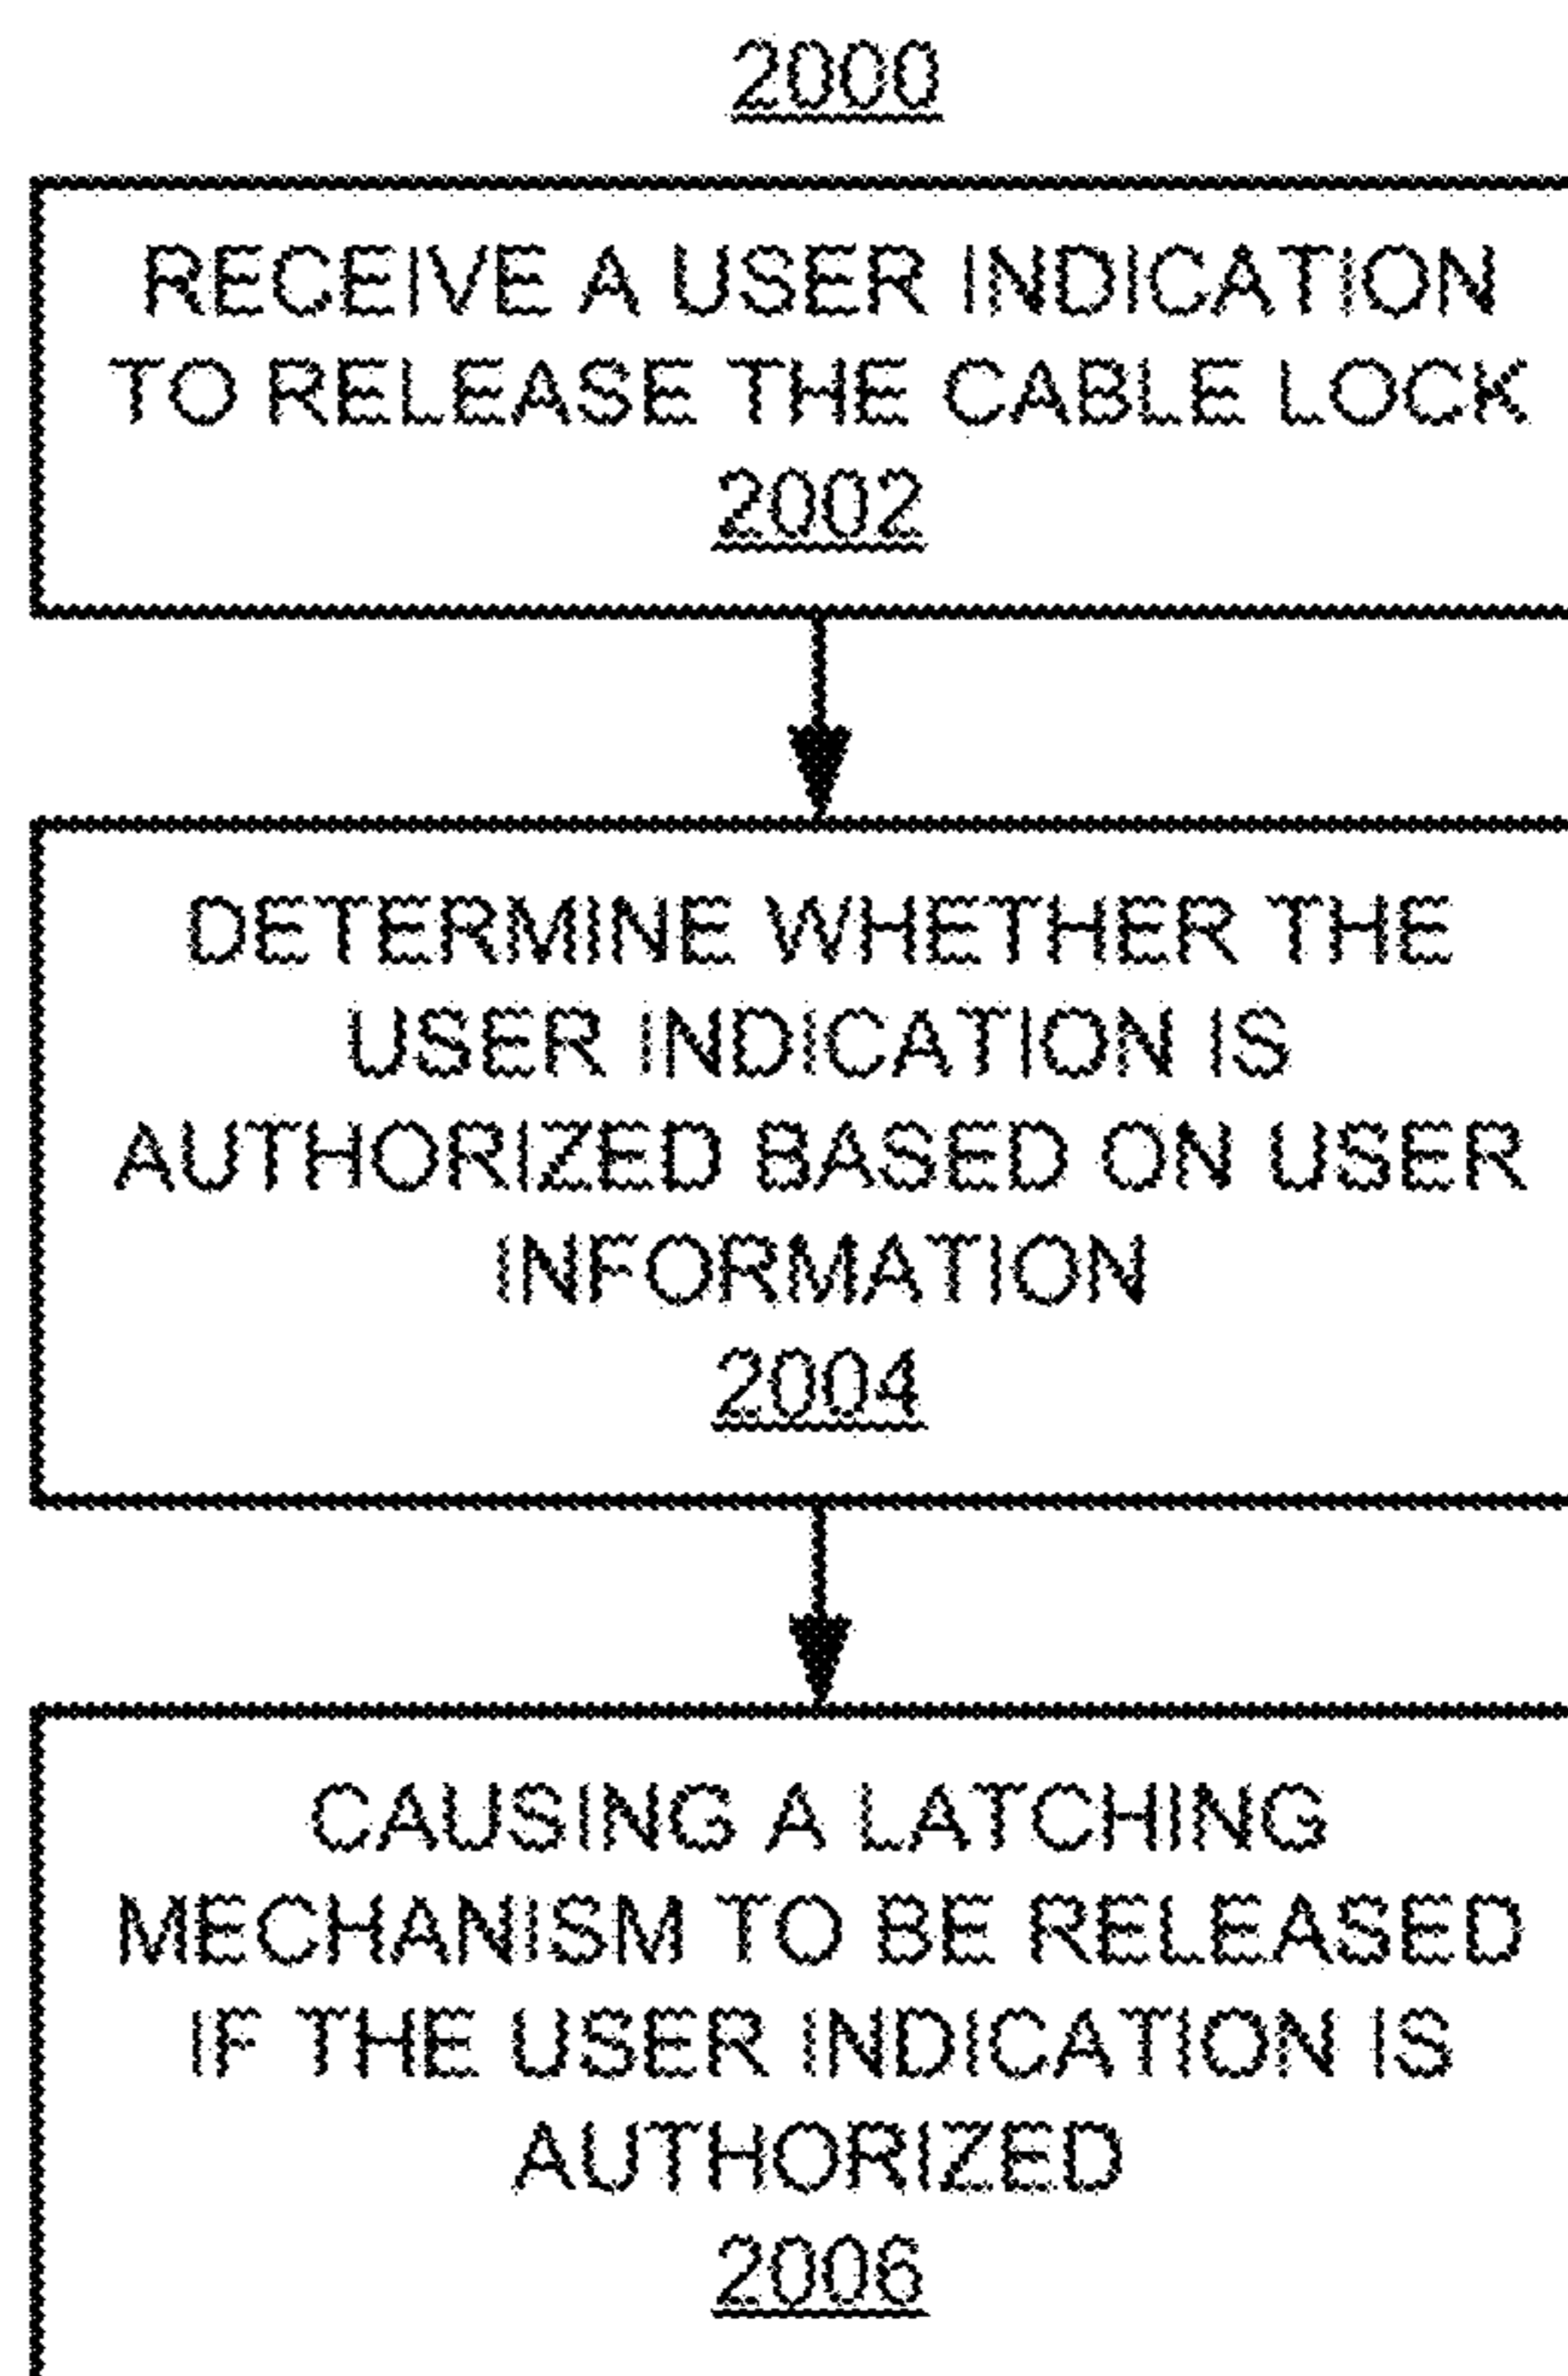 2000
RECEIVE A USER INDICATION
TO RELEASE THE CABLE LOCK
2002
DETERMINE WHETHER THE
USER INDICATION IS
AUTHORIZED BASED ON USER
INFORMATION
2004
CAUSING A LATCHING
MECHANISM TO BE RELEASED
IF THE USER INDICATION IS
AUTHORIZED
2006